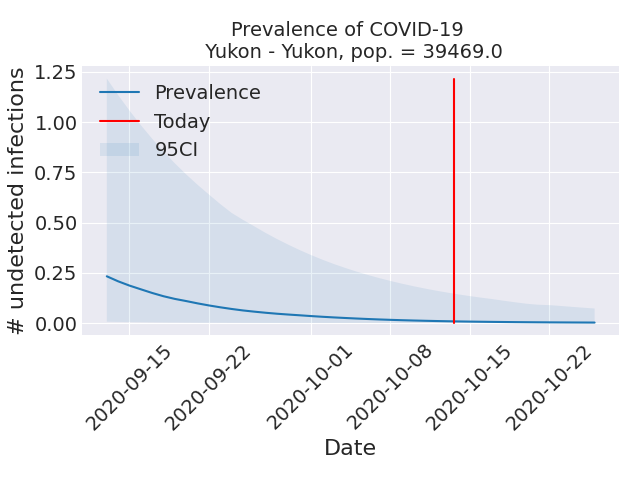 Prevalence of COVID-19
Yukon - Yukon, pop. = 39469.0
# undetected infections
1.25
1.00
0.75
0.50
0.25
0.00
Prevalence
Today
95CI
2020-09-15
2020-09-22
2020-10-01
2020-10-08
2020-10-15
2020-10-22
Date